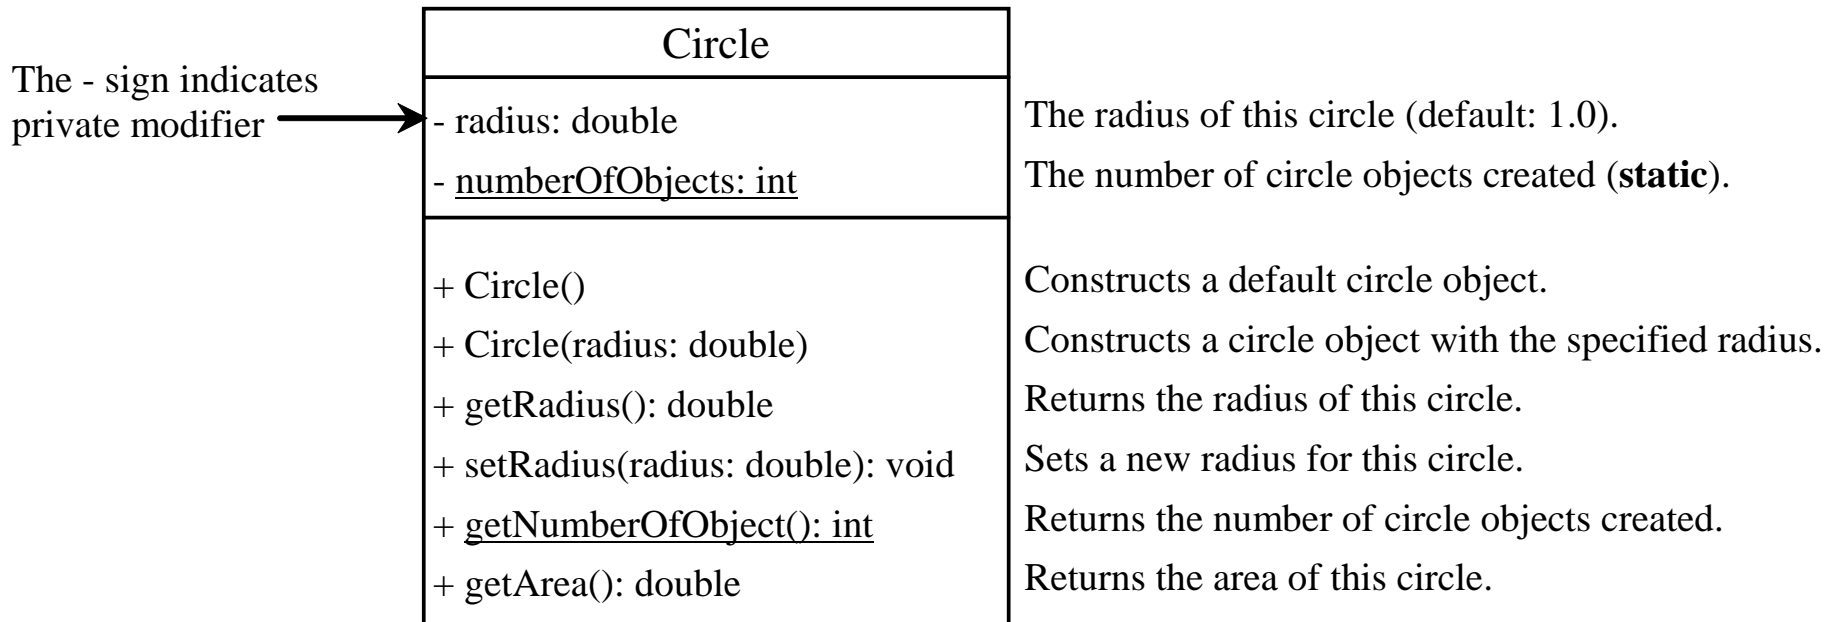 Circle
The - sign indicates
private modifier
- radius: double
The radius of this circle (default: 1.0).
- numberOfObjects: int
The number of circle objects created (static).
+ Circle()
Constructs a default circle object.
+ Circle(radius: double)
Constructs a circle object with the specified radius.
+ getRadius(): double
Returns the radius of this circle.
+ setRadius(radius: double): void
Sets a new radius for this circle.
+ getNumberOfObject(): int
Returns the number of circle objects created.
+ getArea(): double
Returns the area of this circle.